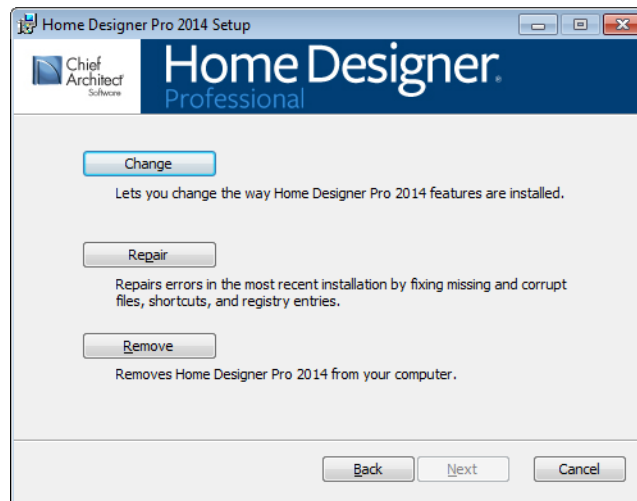 Home Designer Pro 2014 Setup
Chief
Architect
Software
Home Designer®
Professional
Change
Lets you change the way Home Designer Pro 2014 features are installed.
Repair
Repairs errors in the most recent installation by fixing missing and corrupt
files, shortcuts, and registry entries.
Remove
Removes Home Designer Pro 2014 from your computer.
Back Next Cancel